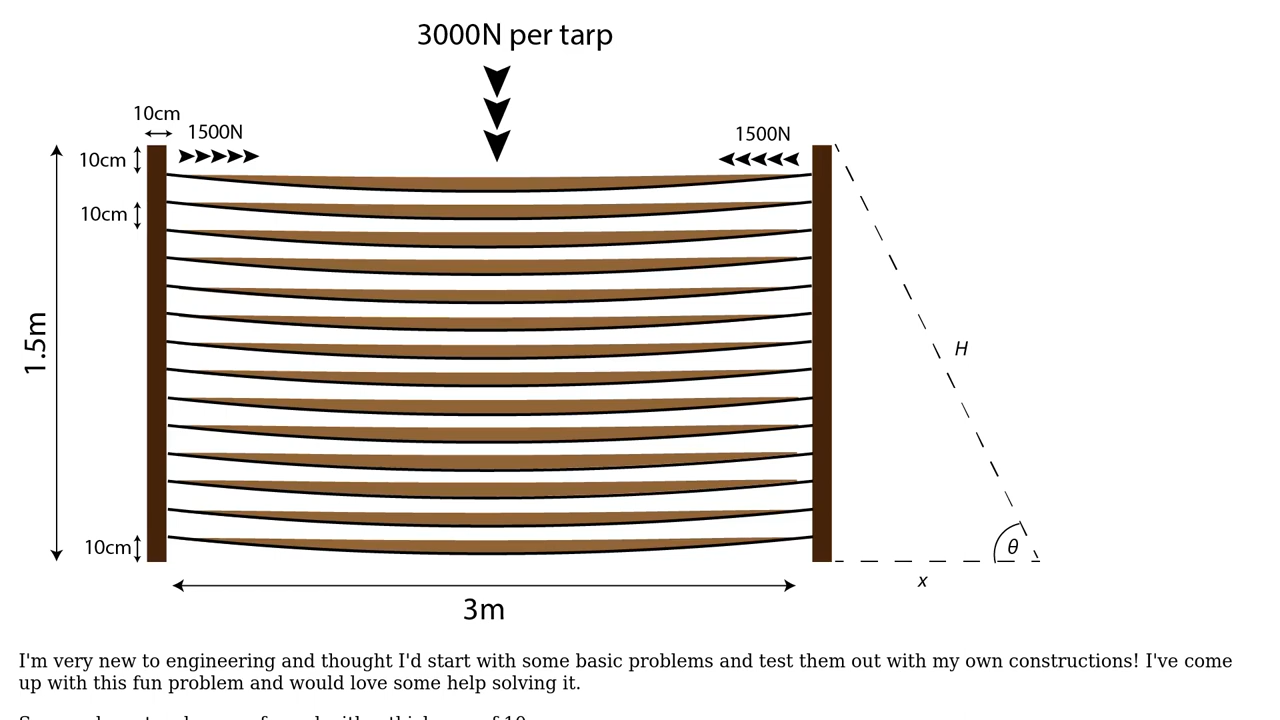 3000N per tarp
10cm
1500N
1500N
10cm
10cm
1.5m
H
10cm
θ
x
3m
I'm very new to engineering and thought I'd start with some basic problems and test them out with my own constructions! I've come
up with this fun problem and would love some help solving it.